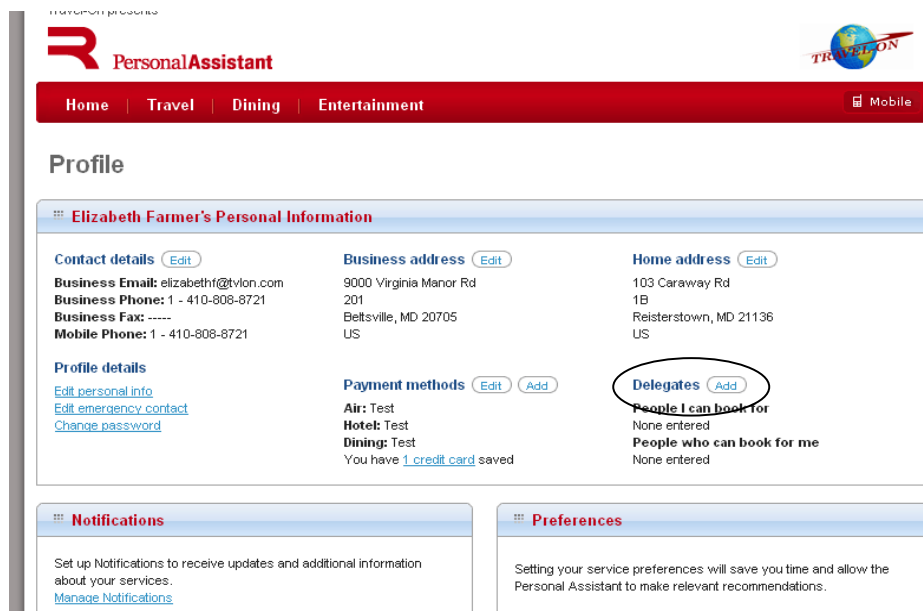 Travel-On presents
PersonalAssistant
TRAVEL-ON
Home | Travel | Dining | Entertainment
Mobile
Profile
Elizabeth Farmer's Personal Information
Contact details Edit
Business Email: elizabethf@tvlon.com
Business Phone: 1 - 410-808-8721
Business Fax: -----
Mobile Phone: 1 - 410-808-8721
Profile details
Edit personal info
Edit emergency contact
Change password
Business address Edit
9000 Virginia Manor Rd
201
Beltsville, MD 20705
US
Payment methods Edit Add
Air: Test
Hotel: Test
Dining: Test
You have 1 credit card saved
Home address Edit
103 Caraway Rd
1B
Reisterstown, MD 21136
US
Delegates Add
People I can book for
None entered
People who can book for me
None entered
Notifications
Set up Notifications to receive updates and additional information
about your services.
Manage Notifications
Preferences
Setting your service preferences will save you time and allow the
Personal Assistant to make relevant recommendations.